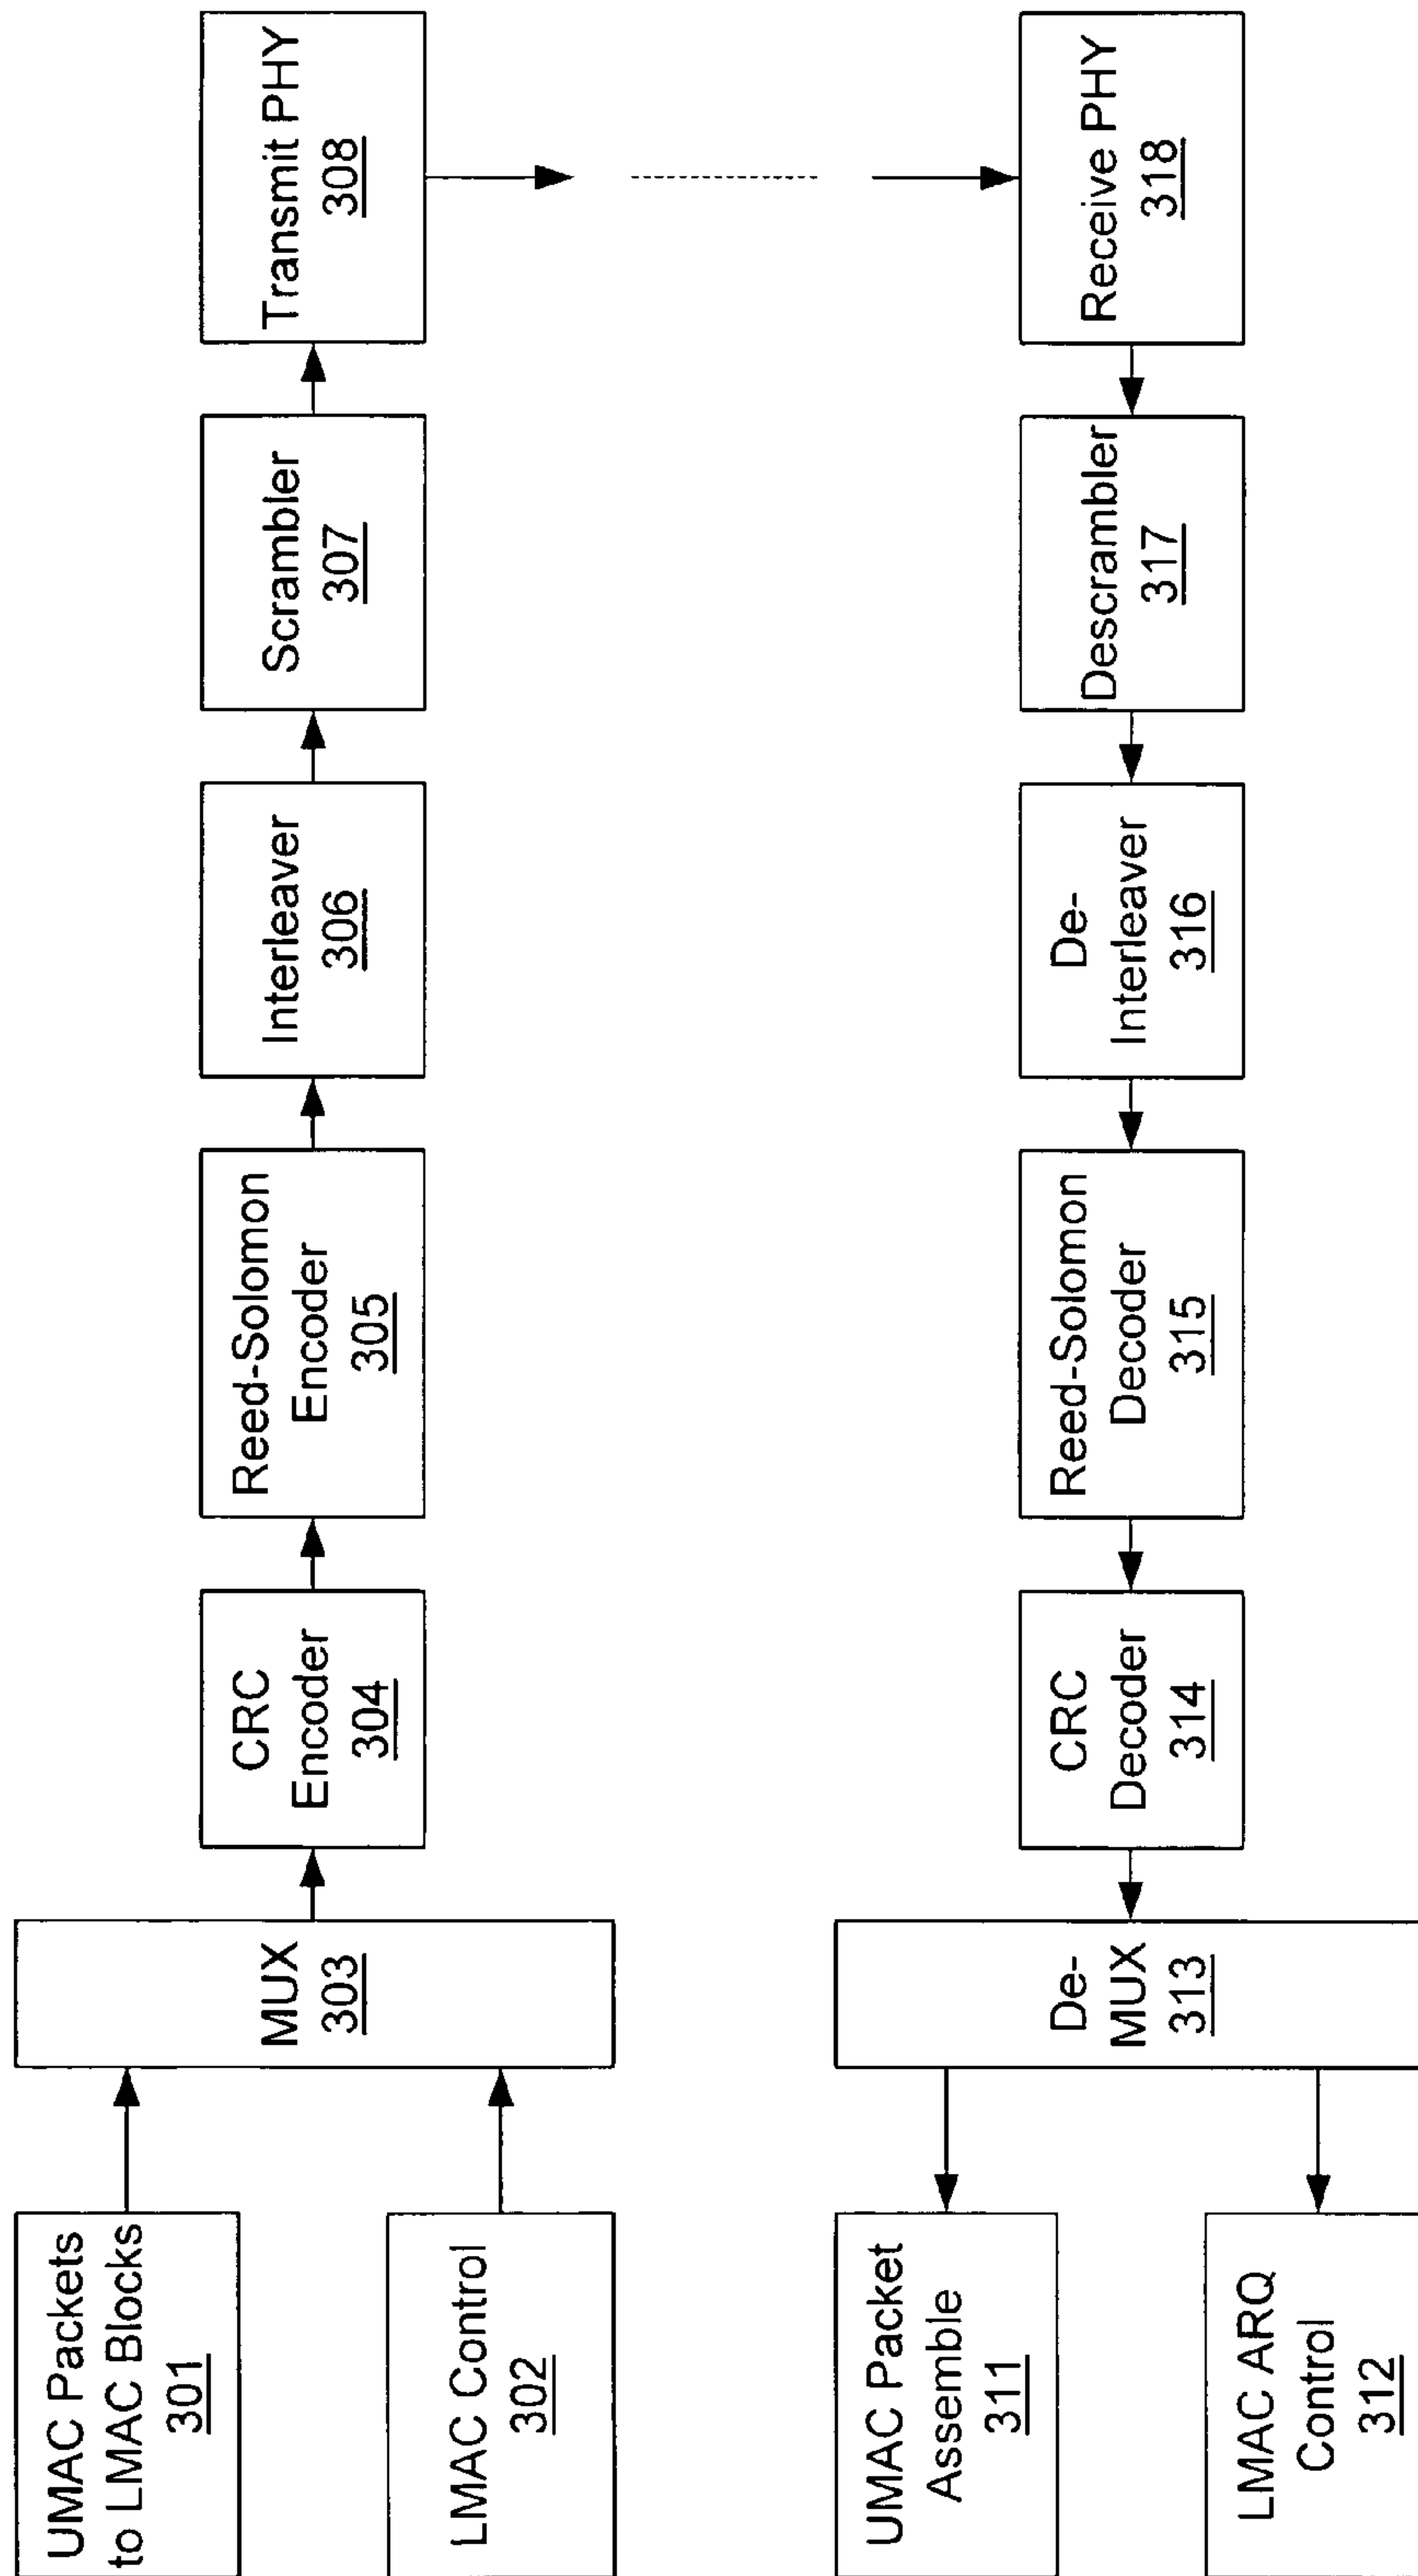 UMAC Packets
to LMAC Blocks
301
LMAC Control
302
MUX
303
CRC
Encoder
304
Reed-Solomon
Encoder
305
Interleaver
306
Scrambler
307
Transmit PHY
308
UMAC Packet
Assemble
311
LMAC ARQ
Control
312
De-
MUX
313
CRC
Decoder
314
Reed-Solomon
Decoder
315
De-
Interleaver
316
Descrambler
317
Receive PHY
318